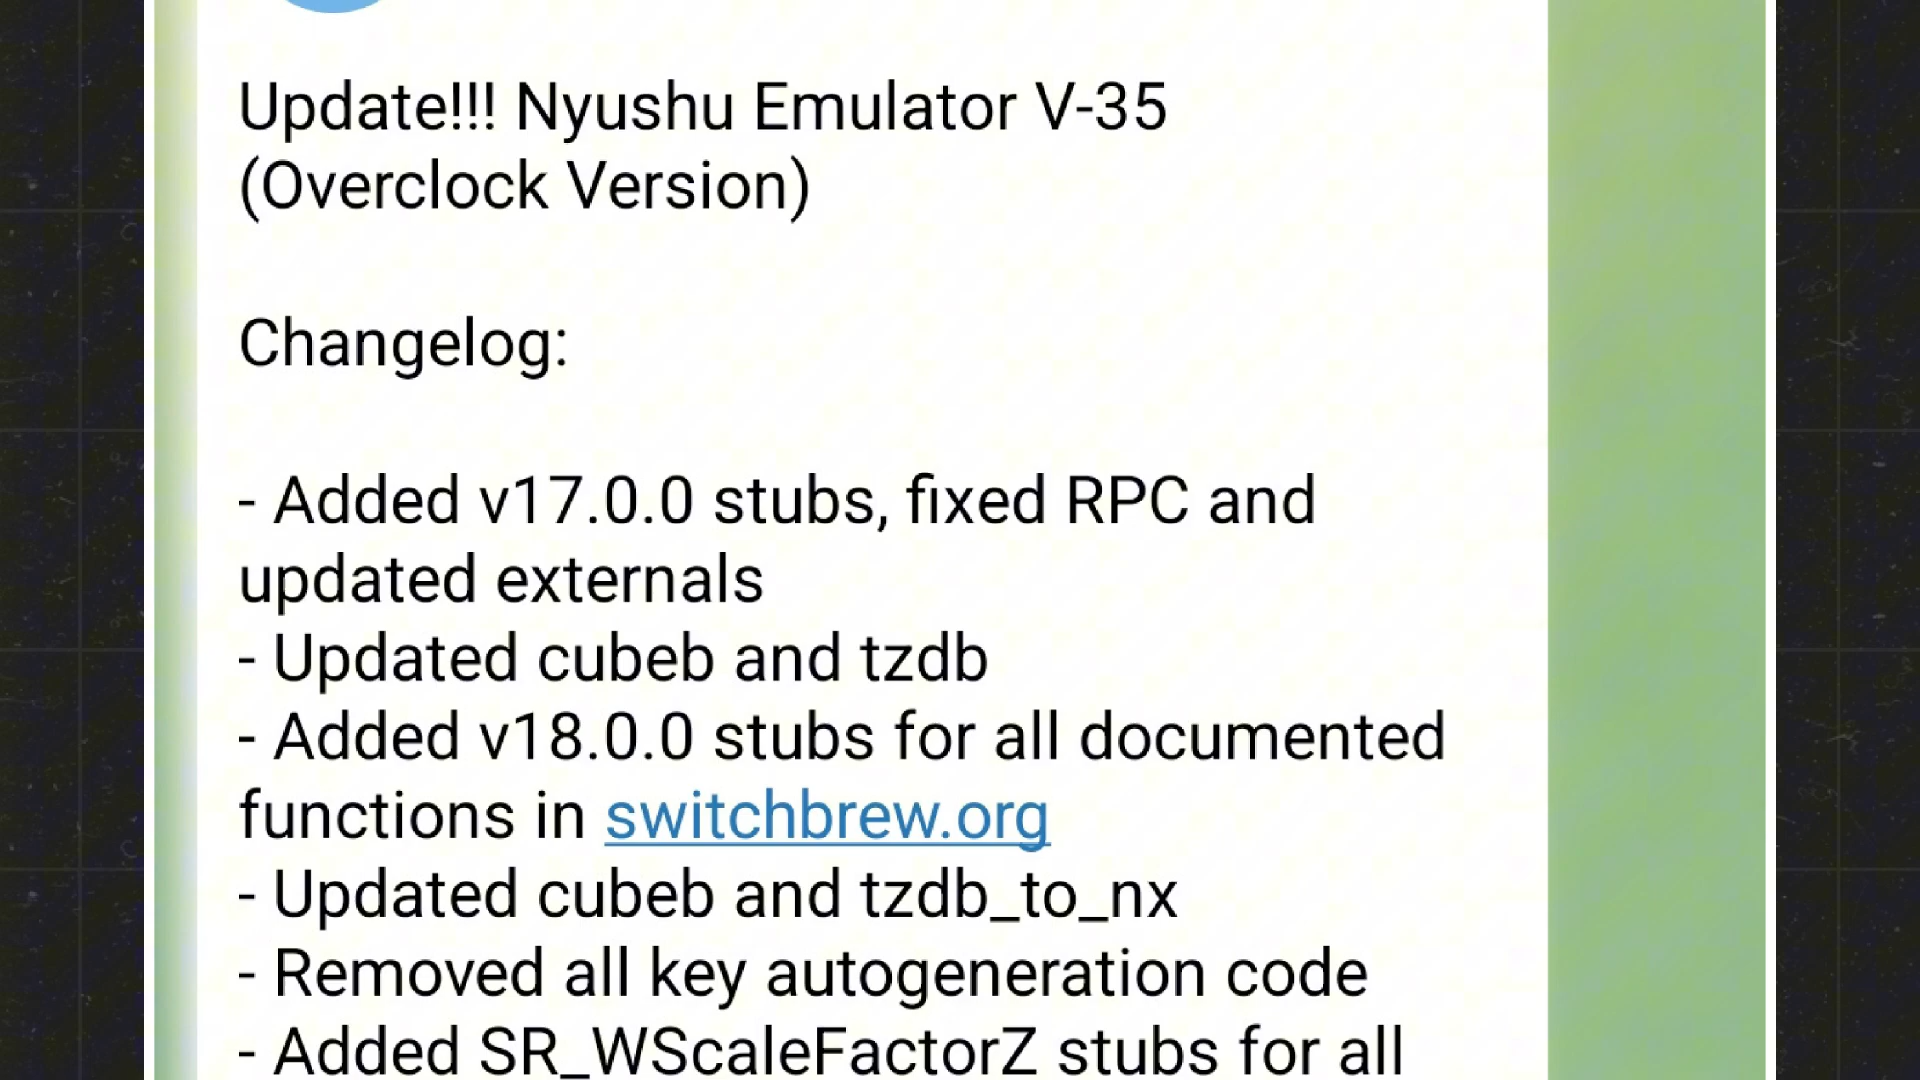 Update!!! Nyushu Emulator V-35
(Overclock Version)
Changelog:
- Added v17.0.0 stubs, fixed RPC and
updated externals
- Updated cubeb and tzdb
- Added v18.0.0 stubs for all documented
functions in switchbrew.org
- Updated cubeb and tzdb_to_nx
- Removed all key autogeneration code
- Added SR_WScaleFactorZ stubs for all